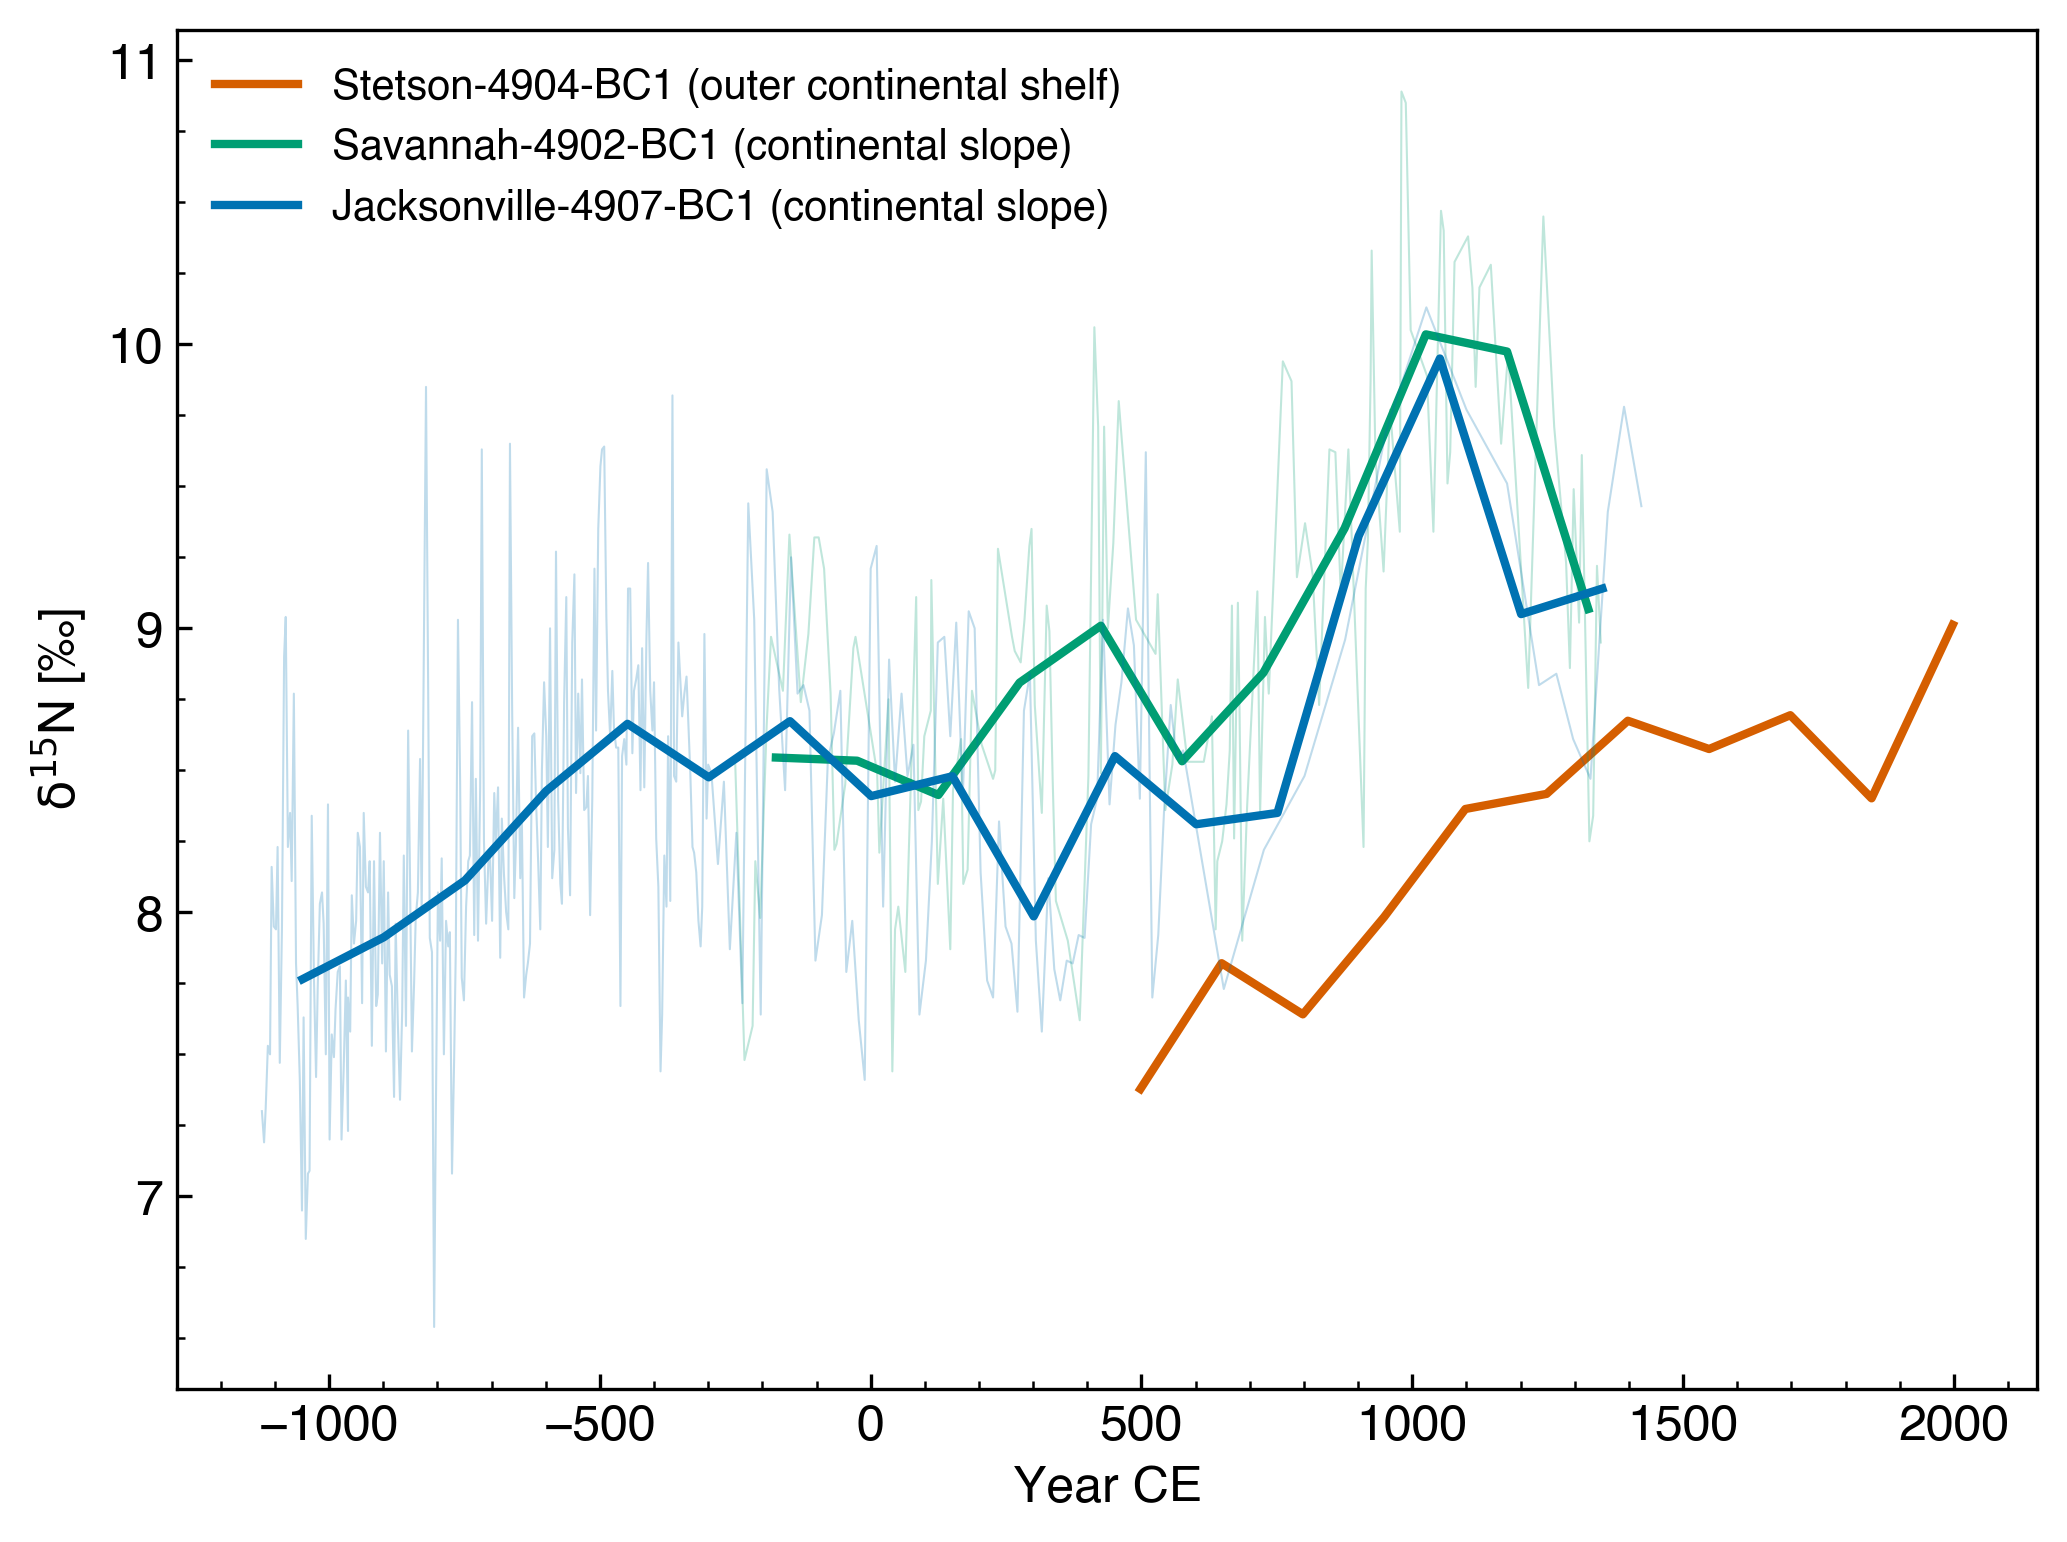 Stetson-4904-BC1 (outer continental shelf)
Savannah-4902-BC1 (continental slope)
Jacksonville-4907-BC1 (continental slope)
11
10
9
8
7
δ¹⁵N [‰]
−1000 −500 0 500 1000 1500 2000
Year CE